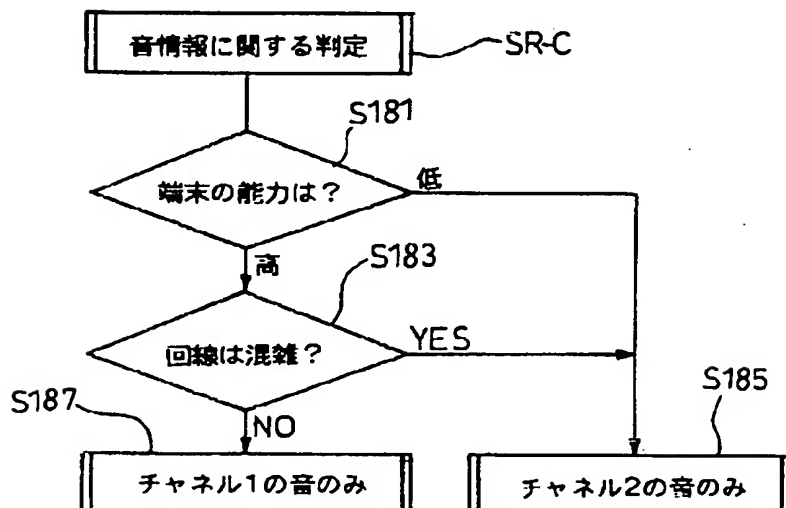 音情報に関する判定
SR-C
S181
端末の能力は?
低
高
S183
回線は混雑?
YES
S187
NO
S185
チャネル1の音のみ
チャネル2の音のみ